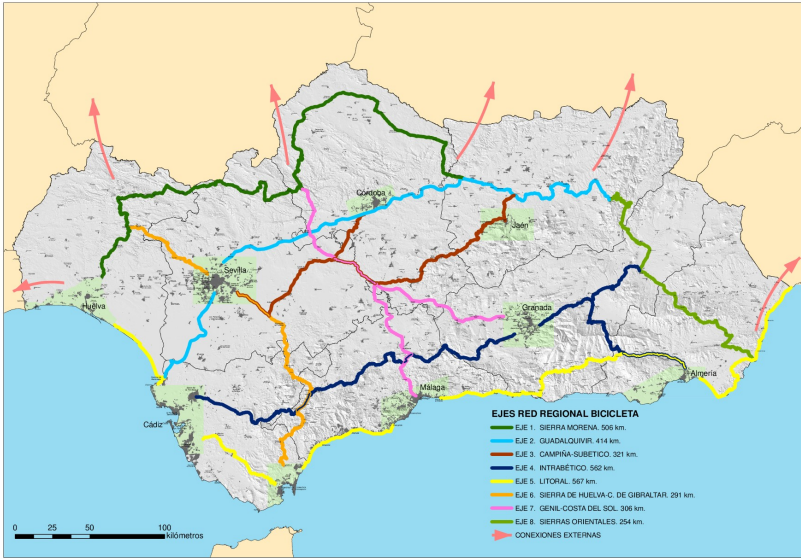 Córdoba
Jaén
Sevilla
Huelva
Granada
Almería
Málaga
Cádiz
EJES RED REGIONAL BICICLETA
EJE 1. SIERRA MORENA. 506 km.
EJE 2. GUADALQUIVIR. 414 km.
EJE 3. CAMPIÑA-SUBETICO. 321 km.
EJE 4. INTRABÉTICO. 562 km.
EJE 5. LITORAL. 567 km.
EJE 6. SIERRA DE HUELVA-C. DE GIBRALTAR. 291 km.
EJE 7. GENIL-COSTA DEL SOL. 306 km.
EJE 8. SIERRAS ORIENTALES. 254 km.
CONEXIONES EXTERNAS
0 25 50 100
kilómetros